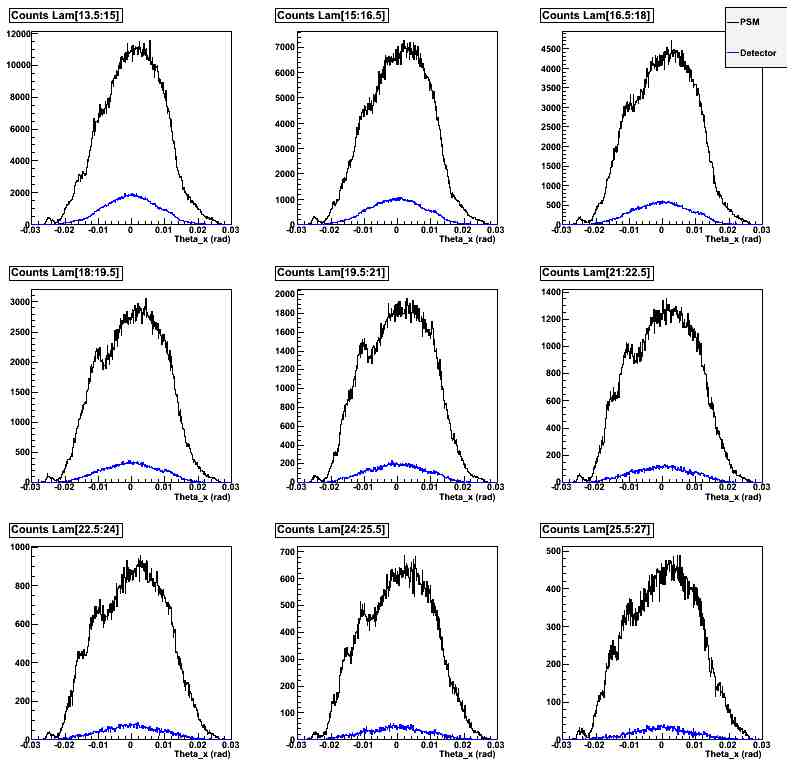 Counts Lam[13.5:15]
12000
10000
8000
6000
4000
2000
0
-0.03 -0.02 -0.01 0 0.01 0.02 0.03
Theta_x (rad)
Counts Lam[15:16.5]
7000
6000
5000
4000
3000
2000
1000
0
-0.03 -0.02 -0.01 0 0.01 0.02 0.03
Theta_x (rad)
Counts Lam[16.5:18]
PSM
Detector
4500
4000
3500
3000
2500
2000
1500
1000
500
0
-0.03 -0.02 -0.01 0 0.01 0.02 0.03
Theta_x (rad)
Counts Lam[18:19.5]
3000
2500
2000
1500
1000
500
0
-0.03 -0.02 -0.01 0 0.01 0.02 0.03
Theta_x (rad)
Counts Lam[19.5:21]
2000
1800
1600
1400
1200
1000
800
600
400
200
0
-0.03 -0.02 -0.01 0 0.01 0.02 0.03
Theta_x (rad)
Counts Lam[21:22.5]
1400
1200
1000
800
600
400
200
0
-0.03 -0.02 -0.01 0 0.01 0.02 0.03
Theta_x (rad)
Counts Lam[22.5:24]
1000
800
600
400
200
0
-0.03 -0.02 -0.01 0 0.01 0.02 0.03
Theta_x (rad)
Counts Lam[24:25.5]
700
600
500
400
300
200
100
0
-0.03 -0.02 -0.01 0 0.01 0.02 0.03
Theta_x (rad)
Counts Lam[25.5:27]
500
400
300
200
100
0
-0.03 -0.02 -0.01 0 0.01 0.02 0.03
Theta_x (rad)